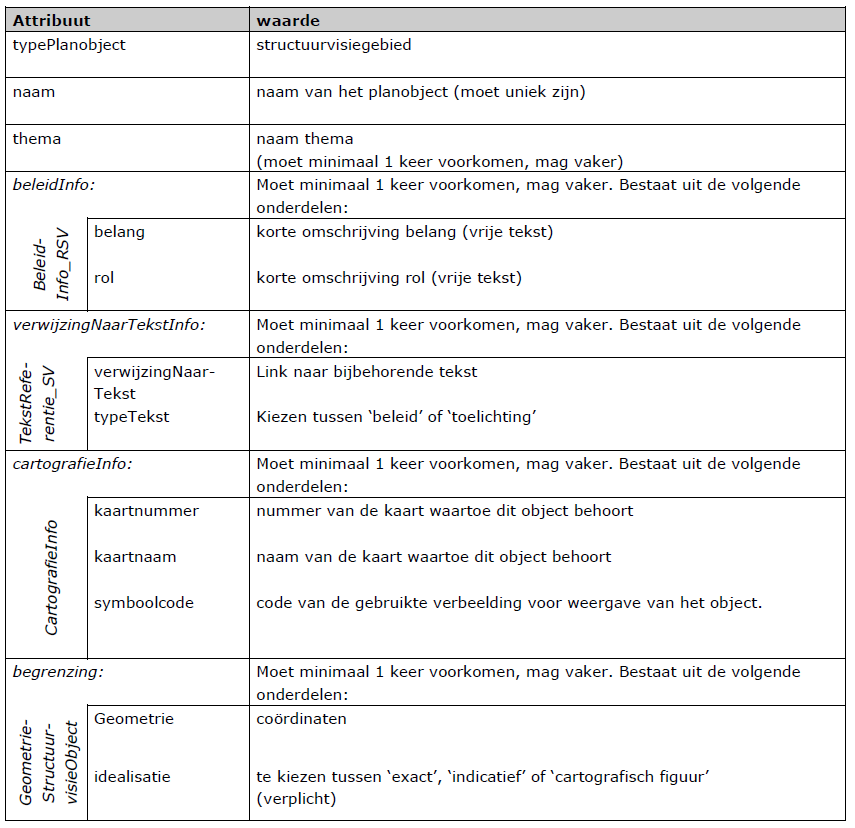 Attribuut waarde
typePlanobject structuurvisiegebied
naam naam van het planobject (moet uniek zijn)
thema naam thema
(moet minimaal 1 keer voorkomen, mag vaker)
beleidInfo: Moet minimaal 1 keer voorkomen, mag vaker. Bestaat uit de volgende
onderdelen:
Beleid-
Info_RSV
belang korte omschrijving belang (vrije tekst)
rol korte omschrijving rol (vrije tekst)
verwijzingNaarTekstInfo: Moet minimaal 1 keer voorkomen, mag vaker. Bestaat uit de volgende
onderdelen:
TekstRefe-
rentie_SV
verwijzingNaar- Link naar bijbehorende tekst
Tekst
typeTekst Kiezen tussen ‘beleid’ of ‘toelichting’
cartografieInfo: Moet minimaal 1 keer voorkomen, mag vaker. Bestaat uit de volgende
onderdelen:
CartografieInfo
kaartnummer nummer van de kaart waartoe dit object behoort
kaartnaam naam van de kaart waartoe dit object behoort
symboolcode code van de gebruikte verbeelding voor weergave van het object.
begrenzing: Moet minimaal 1 keer voorkomen, mag vaker. Bestaat uit de volgende
onderdelen:
Geometrie-
Structuur-
visieObject
Geometrie coördinaten
idealisatie te kiezen tussen ‘exact’, ‘indicatief’ of ‘cartografisch figuur’
(verplicht)